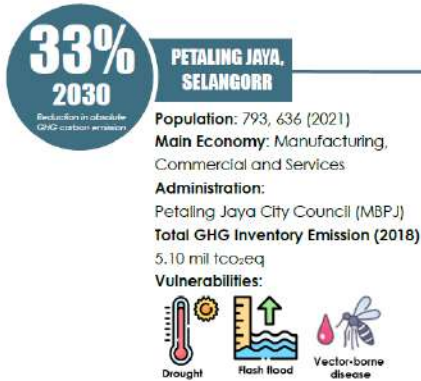 33%
2030
Reduction in absolute
GHG carbon emission
PETALING JAYA,
SELANGORR
Population: 793, 636 (2021)
Main Economy: Manufacturing,
Commercial and Services
Administration:
Petaling Jaya City Council (MBPJ)
Total GHG Inventory Emission (2018)
5.10 mil tco₂eq
Vulnerabilities:
Drought
Flash flood
Vector-borne
disease